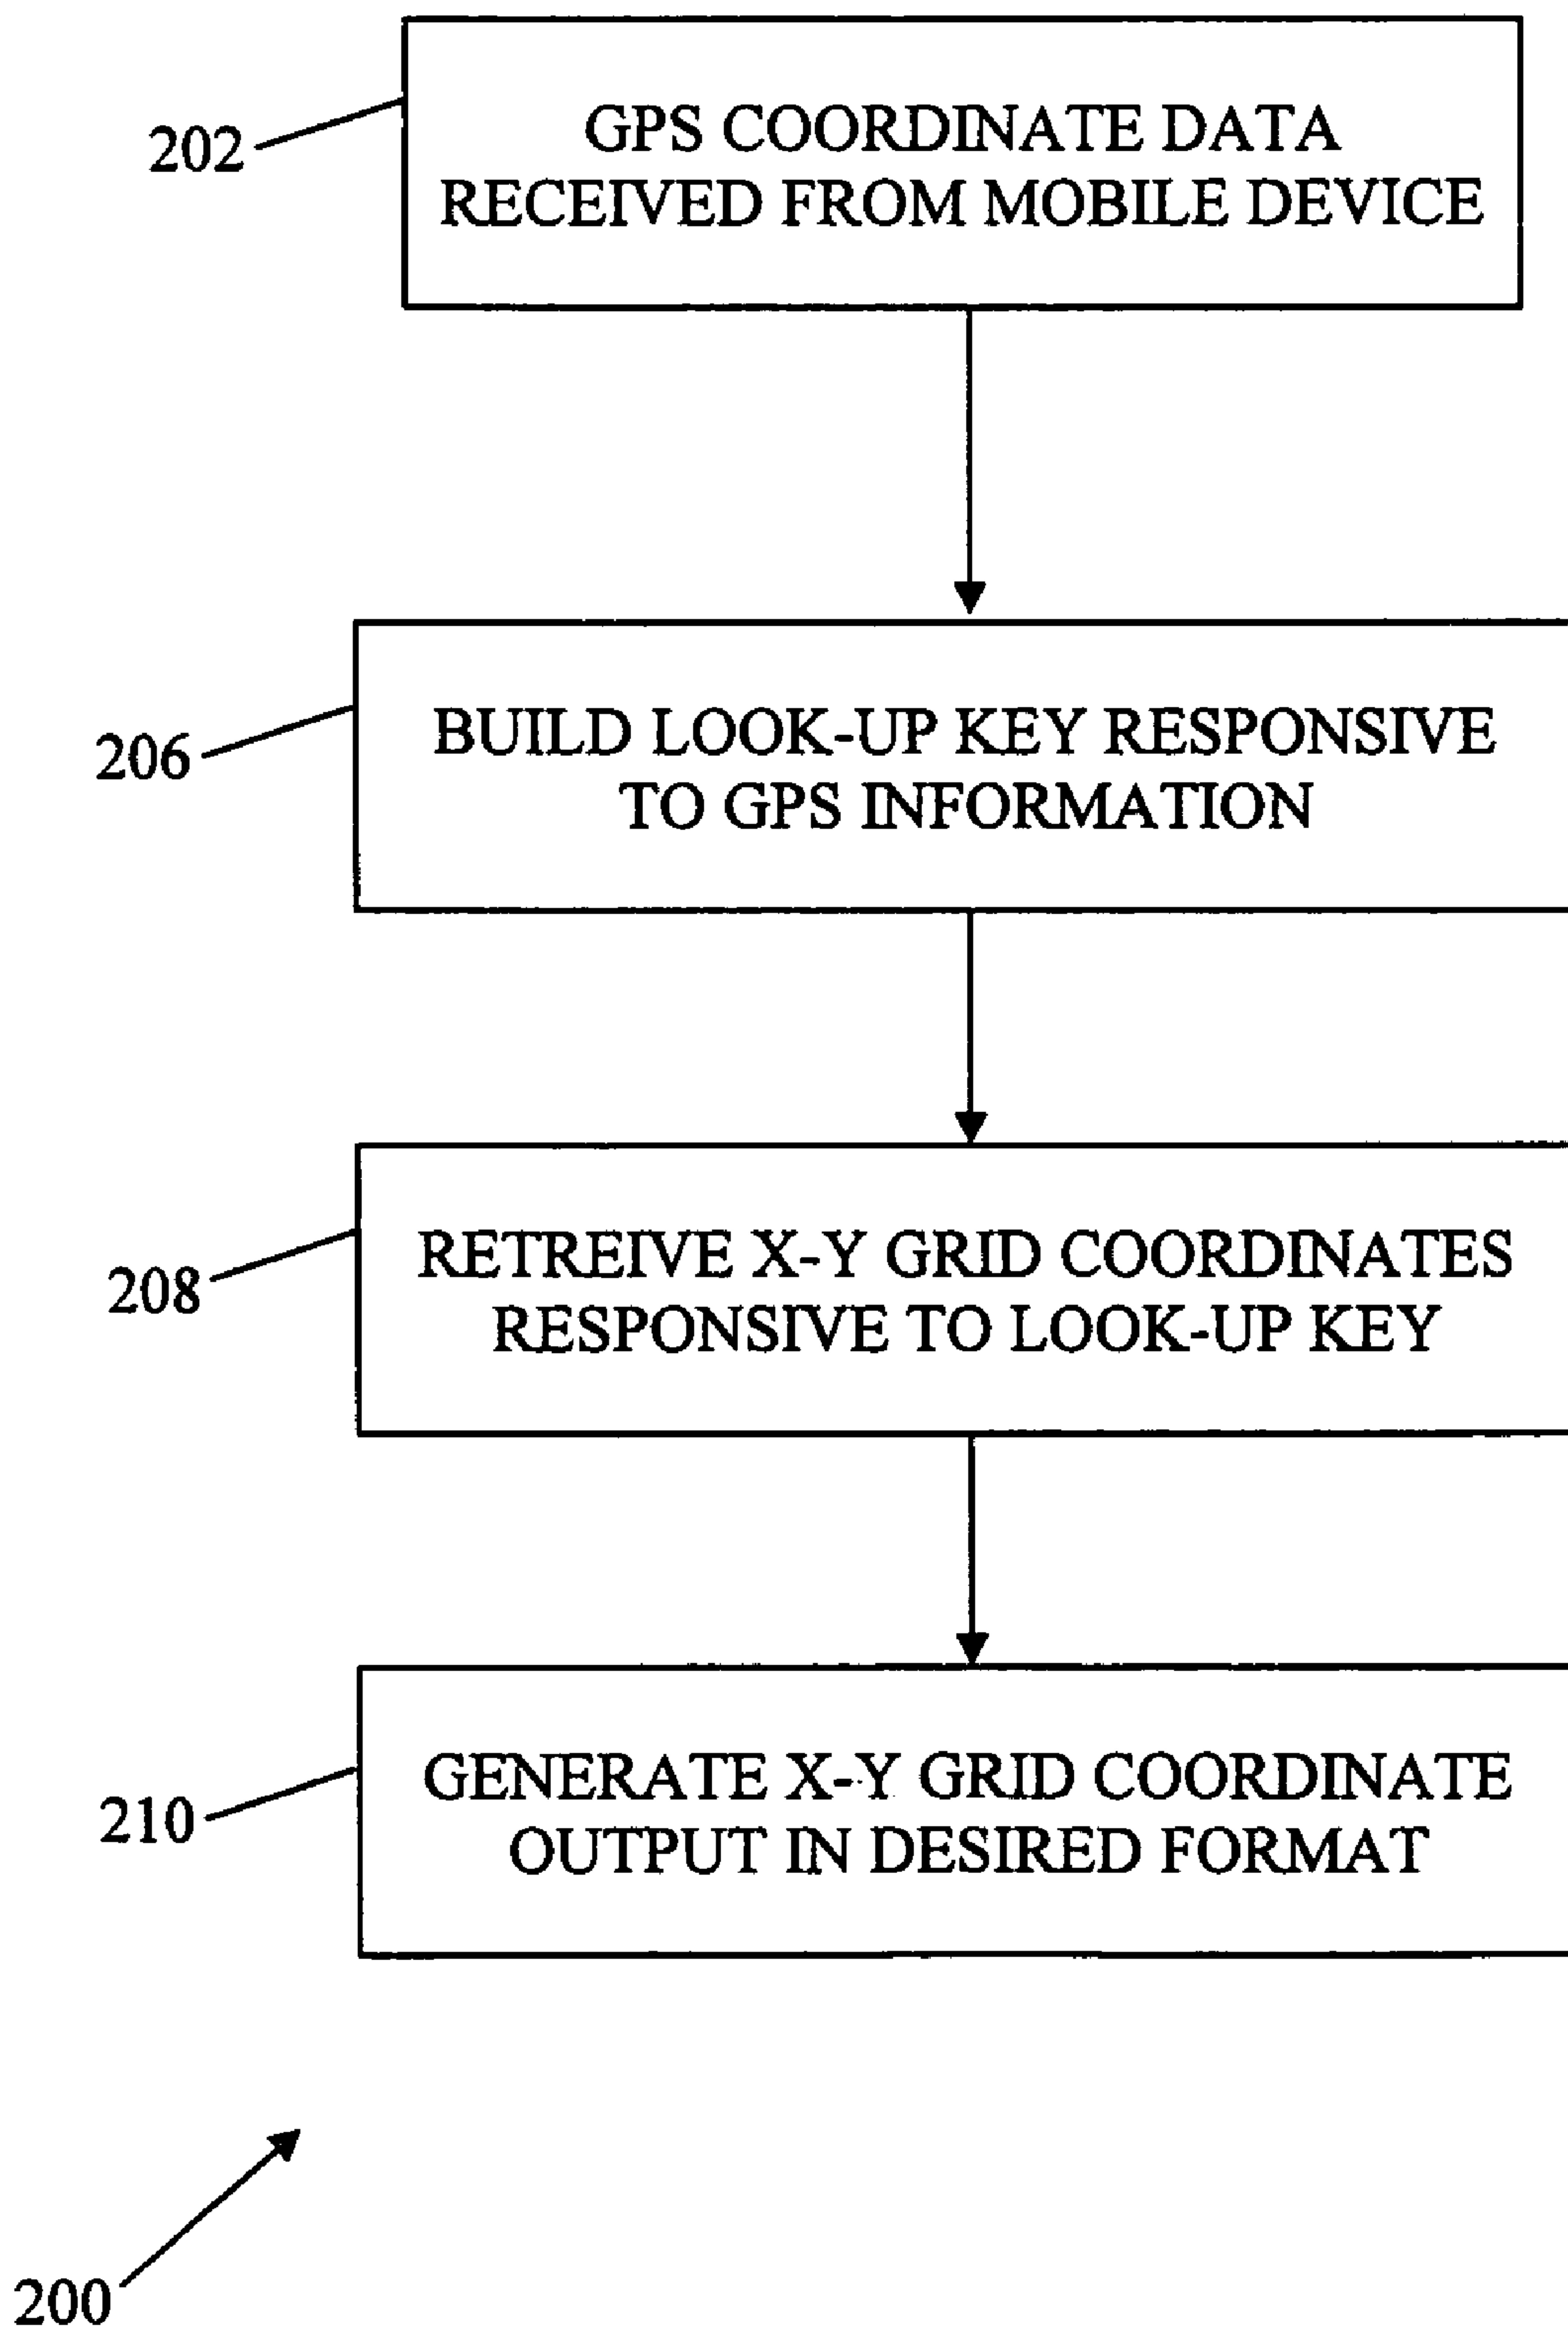 202
GPS COORDINATE DATA
RECEIVED FROM MOBILE DEVICE
206
BUILD LOOK-UP KEY RESPONSIVE
TO GPS INFORMATION
208
RETREIVE X-Y GRID COORDINATES
RESPONSIVE TO LOOK-UP KEY
210
GENERATE X-Y GRID COORDINATE
OUTPUT IN DESIRED FORMAT
200